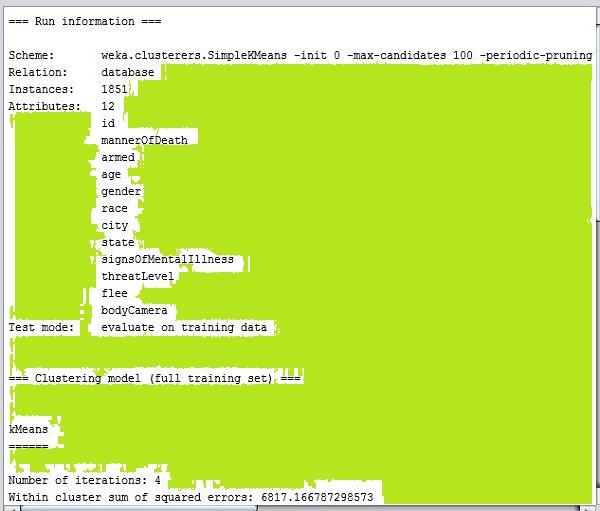 === Run information ===
Scheme: weka.clusterers.SimpleKMeans -init 0 -max-candidates 100 -periodic-pruning
Relation: database
Instances: 1851
Attributes: 12
id
mannerOfDeath
armed
age
gender
race
city
state
signsOfMentalIllness
threatLevel
flee
bodyCamera
Test mode: evaluate on training data
=== Clustering model (full training set) ===
kMeans
======
Number of iterations: 4
Within cluster sum of squared errors: 6817.166787298573